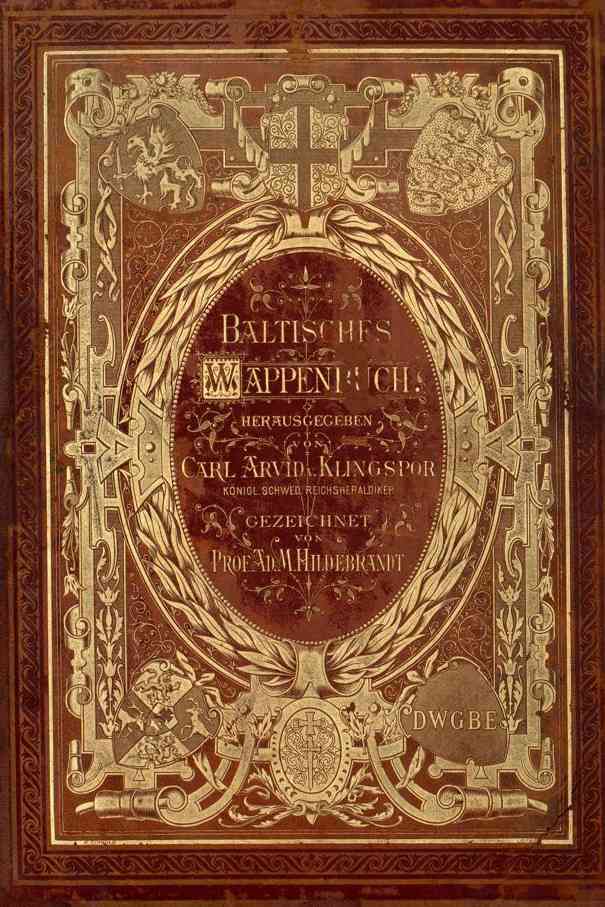 BALTISCHES
WAPPENBUCH.
HERAUSGEGEBEN
VON
CARL ARVID V. KLINGSPOR
KÖNIGL. SCHWED. REICHSHERALDIKER
GEZEICHNET
VON
PROF. AD. M. HILDEBRANDT
DWGBE